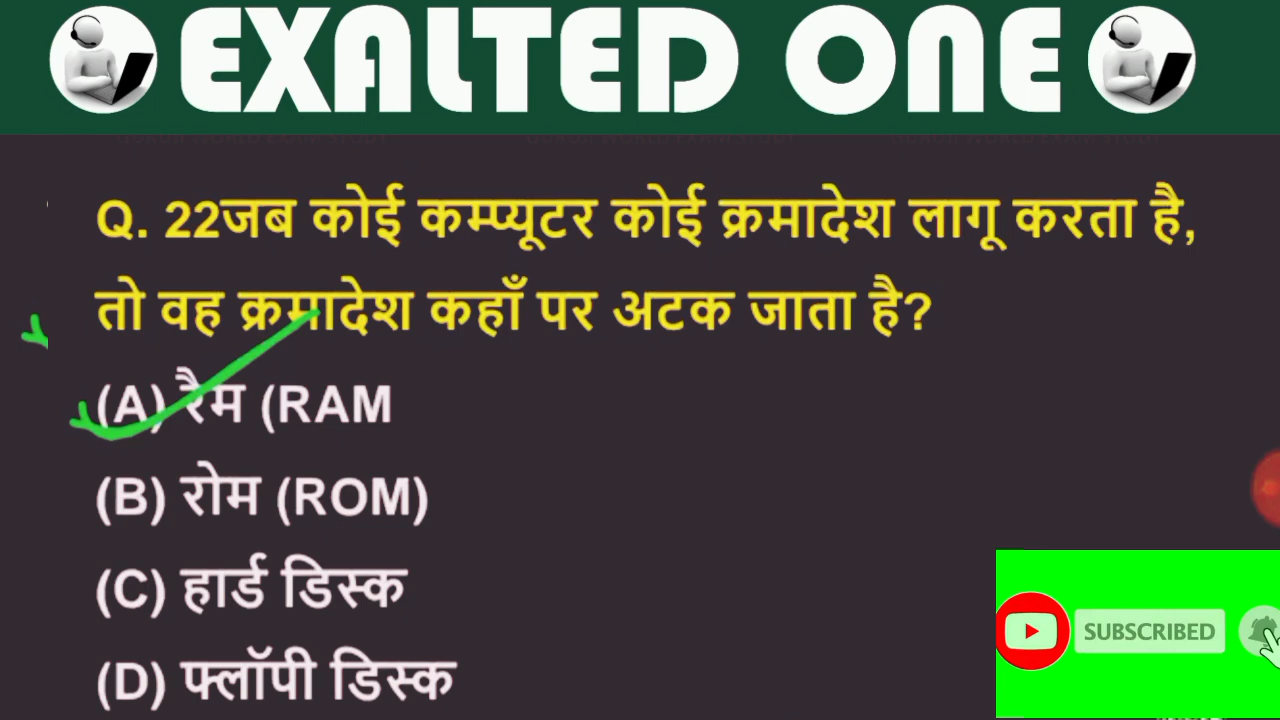 EXALTED ONE
Q. 22जब कोई कम्प्यूटर कोई क्रमादेश लागू करता है,
तो वह क्रमादेश कहाँ पर अटक जाता है?
(A) रैम (RAM
(B) रोम (ROM)
(C) हार्ड डिस्क
(D) फ्लॉपी डिस्क
SUBSCRIBED